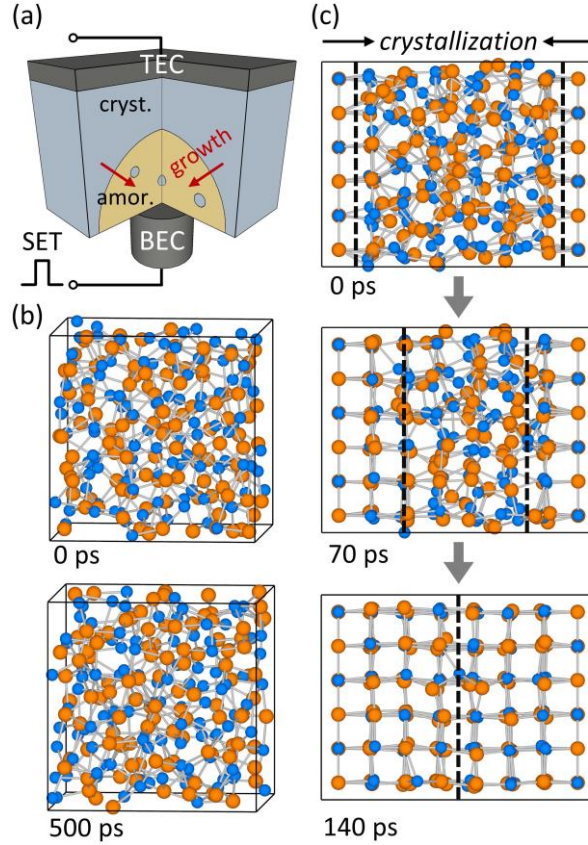 (a)
TEC
cryst.
growth
amor.
SET
BEC
(b)
0 ps
500 ps
(c)
crystallization
0 ps
70 ps
140 ps